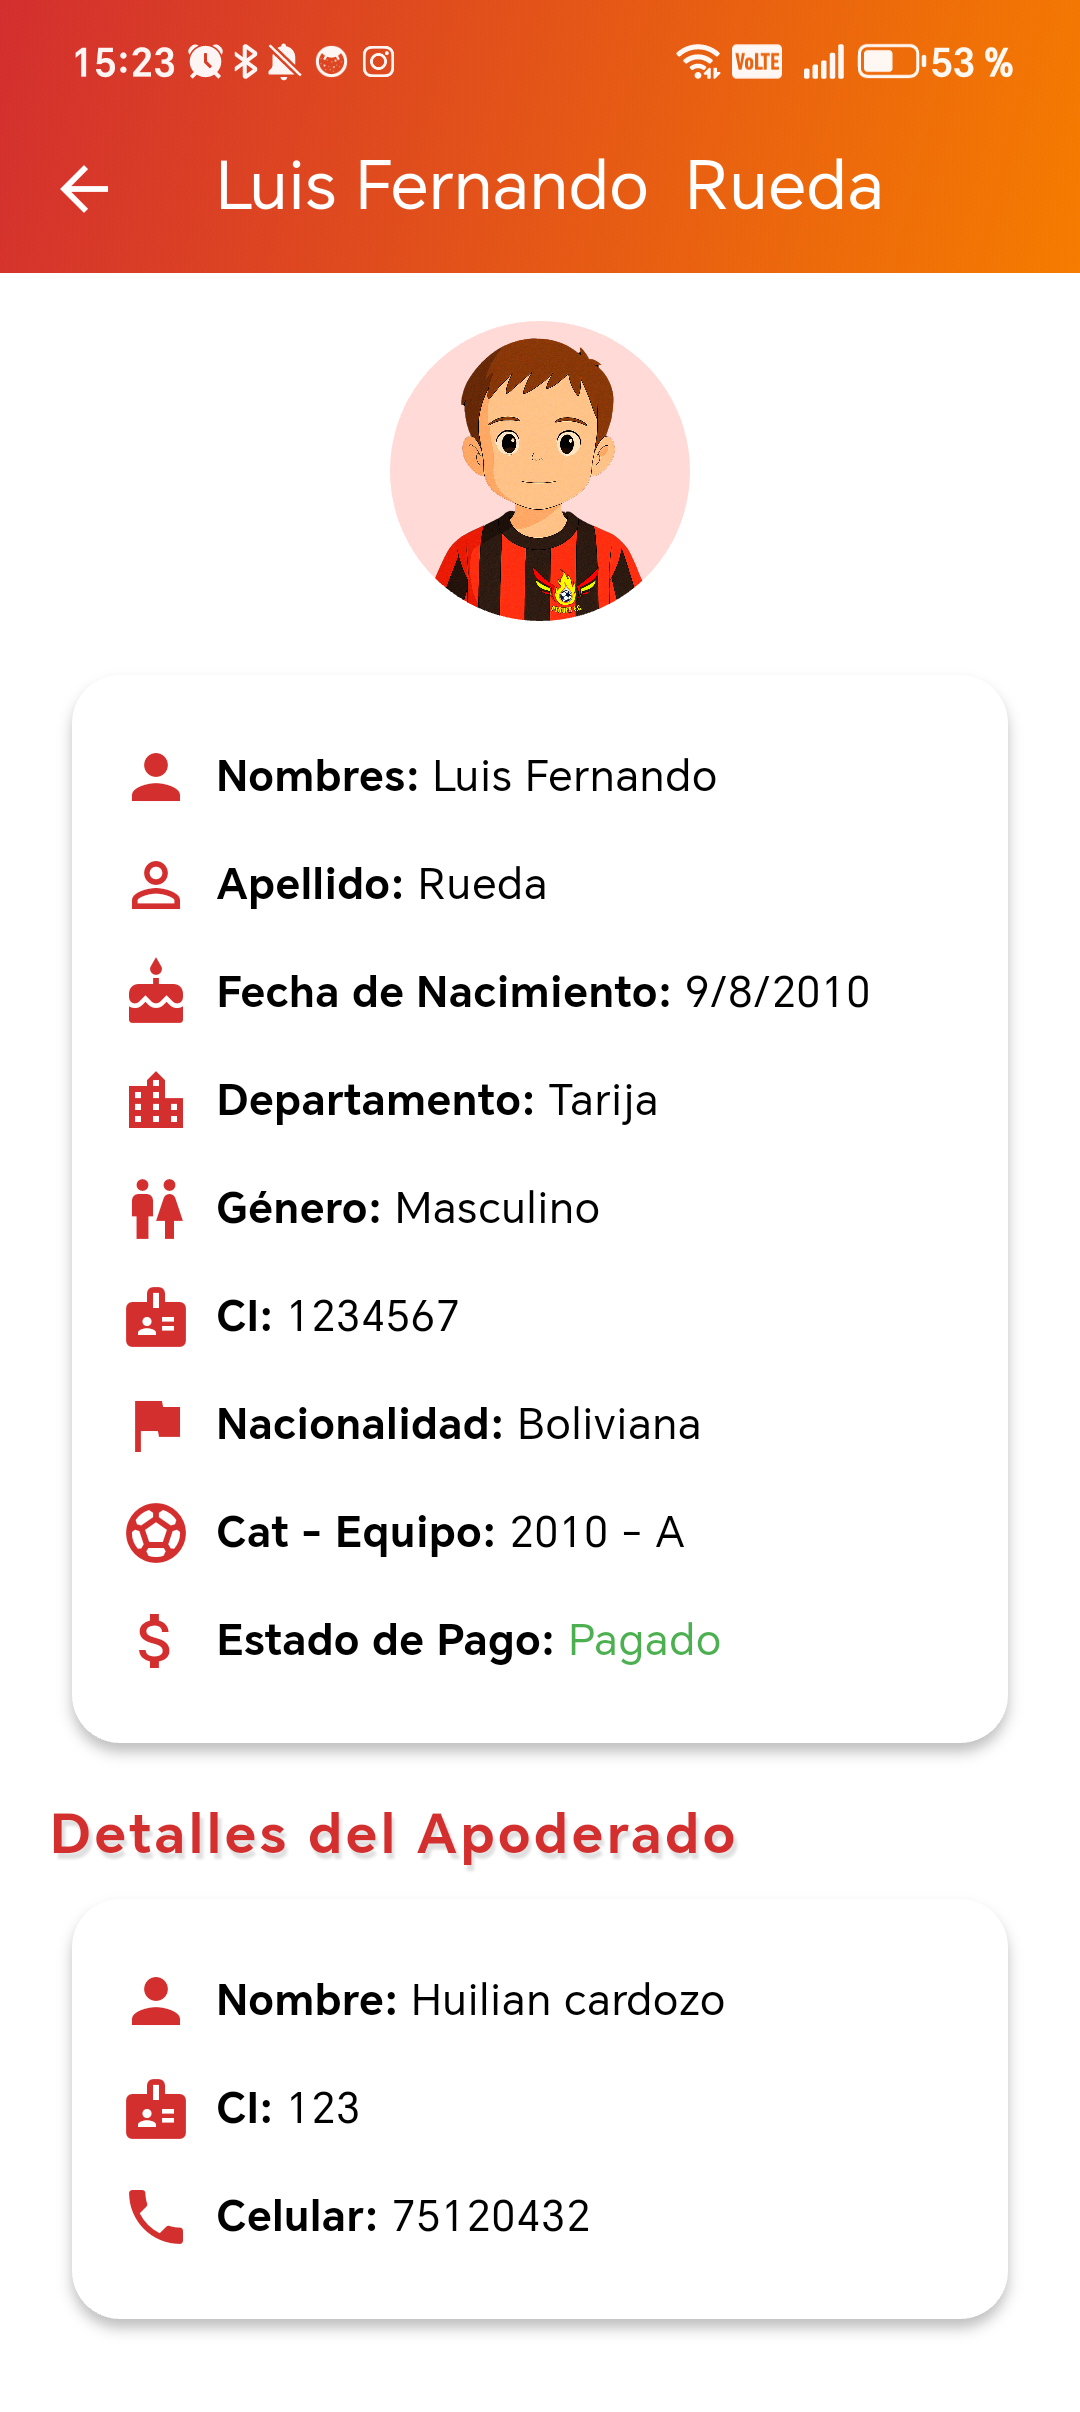 15:23 VoLTE 53 %
Luis Fernando  Rueda
Nombres: Luis Fernando
Apellido: Rueda
Fecha de Nacimiento: 9/8/2010
Departamento: Tarija
Género: Masculino
CI: 1234567
Nacionalidad: Boliviana
Cat - Equipo: 2010 - A
Estado de Pago: Pagado
Detalles del Apoderado
Nombre: Huilian cardozo
CI: 123
Celular: 75120432